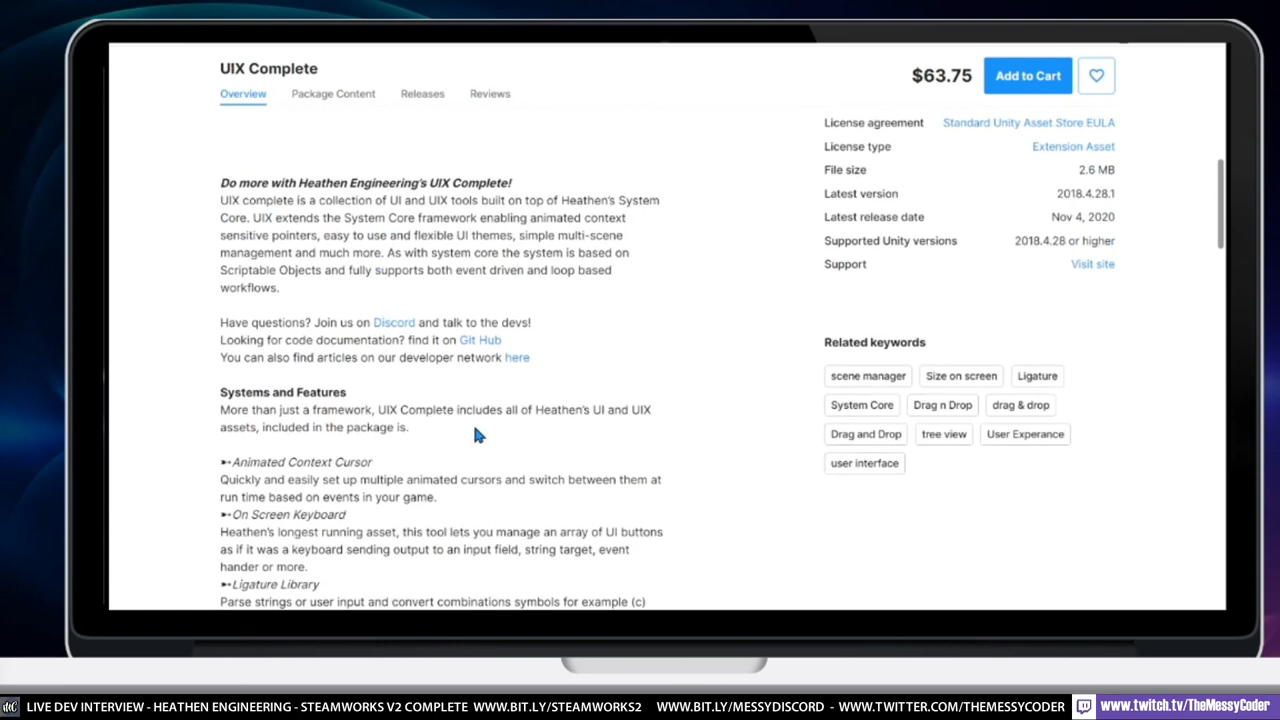 UIX Complete
$63.75
Add to Cart
Overview
Package Content
Releases
Reviews
Do more with Heathen Engineering's UIX Complete!
UIX complete is a collection of UI and UIX tools built on top of Heathen's System
Core. UIX extends the System Core framework enabling animated context
sensitive pointers, easy to use and flexible UI themes, simple multi-scene
management and much more. As with system core the system is based on
Scriptable Objects and fully supports both event driven and loop based
workflows.
Have questions? Join us on Discord and talk to the devs!
Looking for code documentation? find it on Git Hub
You can also find articles on our developer network here
Systems and Features
More than just a framework, UIX Complete includes all of Heathen's UI and UIX
assets, included in the package is.
➸Animated Context Cursor
Quickly and easily set up multiple animated cursors and switch between them at
run time based on events in your game.
➸On Screen Keyboard
Heathen's longest running asset, this tool lets you manage an array of UI buttons
as if it was a keyboard sending output to an input field, string target, event
hander or more.
➸Ligature Library
Parse strings or user input and convert combinations symbols for example (c)
License agreement Standard Unity Asset Store EULA
License type Extension Asset
File size 2.6 MB
Latest version 2018.4.28.1
Latest release date Nov 4, 2020
Supported Unity versions 2018.4.28 or higher
Support Visit site
Related keywords
scene manager Size on screen Ligature
System Core Drag n Drop drag & drop
Drag and Drop tree view User Experance
user interface
LIVE DEV INTERVIEW - HEATHEN ENGINEERING - STEAMWORKS V2 COMPLETE WWW.BIT.LY/STEAMWORKS2 WWW.BIT.LY/MESSYDISCORD - WWW.TWITTER.COM/THEMESSYCODER
www.twitch.tv/TheMessyCoder